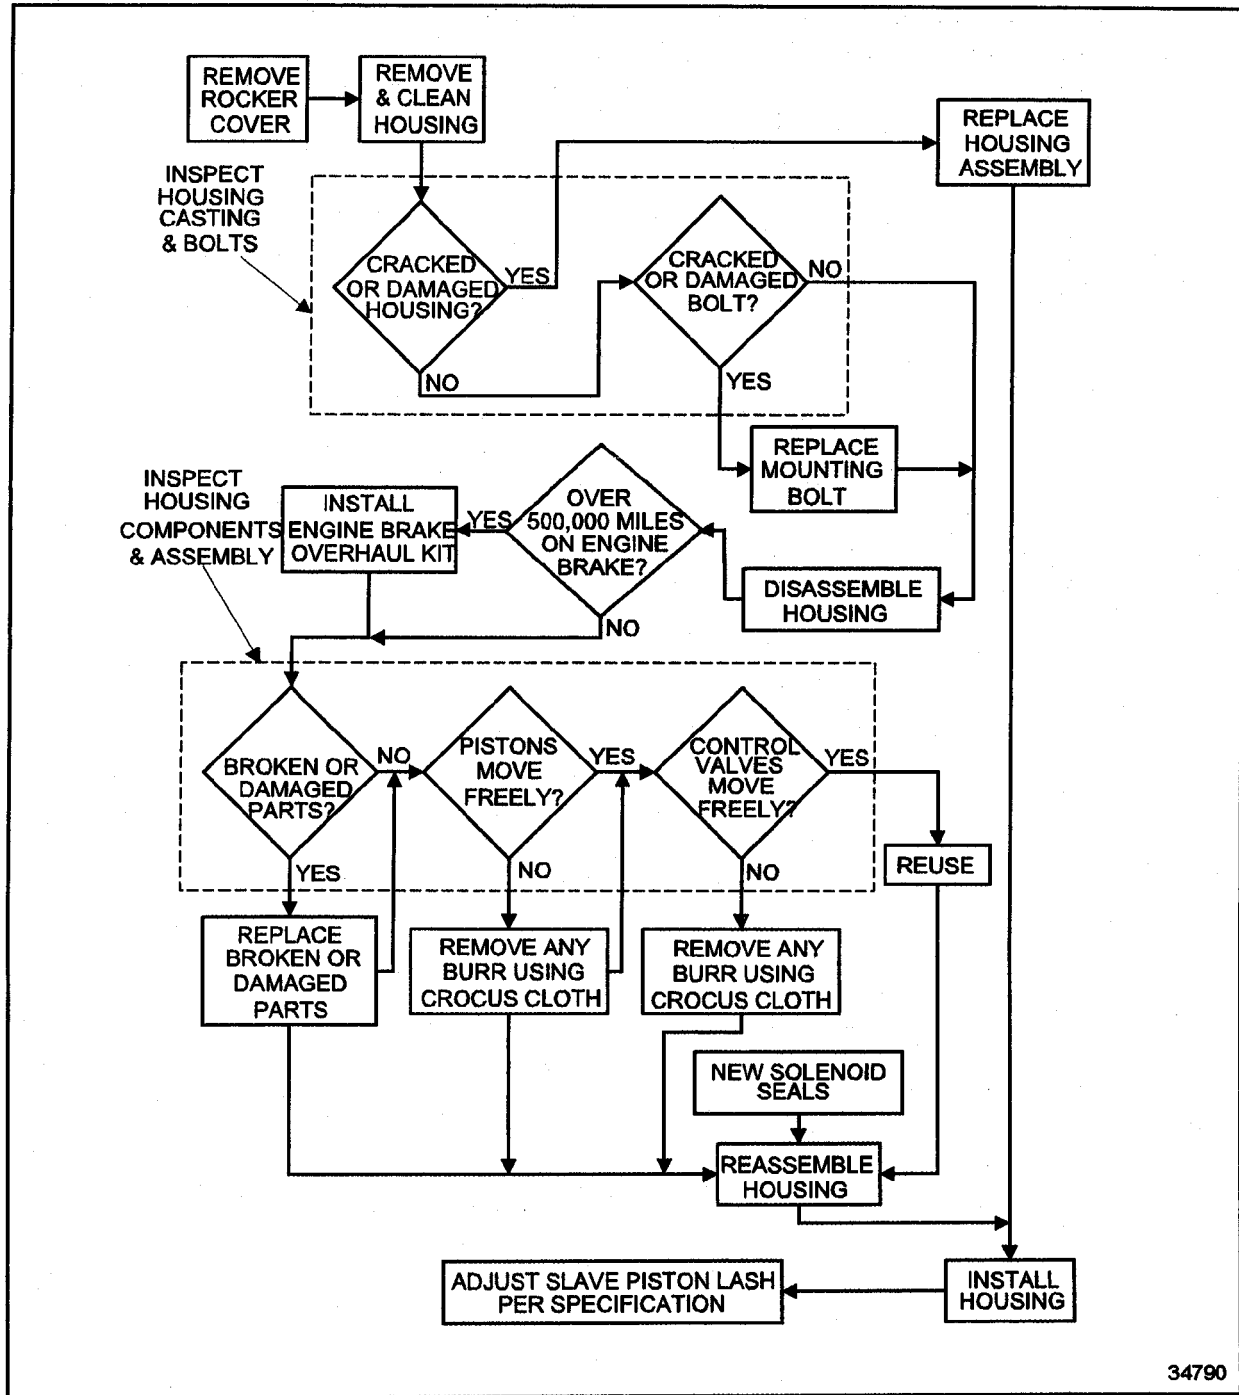 REMOVE
ROCKER
COVER
REMOVE
& CLEAN
HOUSING
REPLACE
HOUSING
ASSEMBLY
INSPECT
HOUSING
CASTING
& BOLTS
CRACKED
OR DAMAGED
HOUSING?
YES
NO
CRACKED
OR DAMAGED
BOLT?
NO
YES
REPLACE
MOUNTING
BOLT
INSPECT
HOUSING
COMPONENTS
& ASSEMBLY
INSTALL
ENGINE BRAKE
OVERHAUL KIT
YES
OVER
500,000 MILES
ON ENGINE
BRAKE?
NO
DISASSEMBLE
HOUSING
BROKEN OR
DAMAGED
PARTS?
NO
YES
PISTONS
MOVE
FREELY?
YES
NO
CONTROL
VALVES
MOVE
FREELY?
YES
NO
REUSE
REPLACE
BROKEN OR
DAMAGED
PARTS
REMOVE ANY
BURR USING
CROCUS CLOTH
REMOVE ANY
BURR USING
CROCUS CLOTH
NEW SOLENOID
SEALS
REASSEMBLE
HOUSING
ADJUST SLAVE PISTON LASH
PER SPECIFICATION
INSTALL
HOUSING
34790